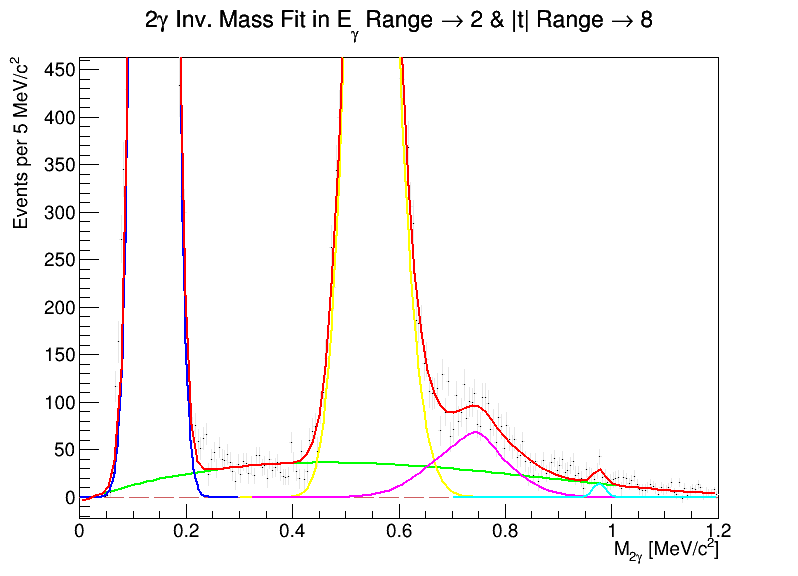 2γ Inv. Mass Fit in E_γ Range → 2 & |t| Range → 8
Events per 5 MeV/c²
450
400
350
300
250
200
150
100
50
0
0 0.2 0.4 0.6 0.8 1 1.2
M_2γ [MeV/c²]